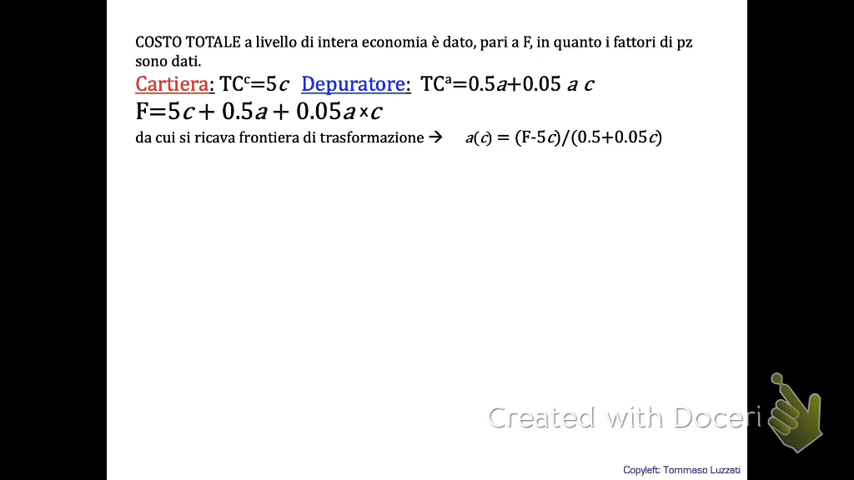 COSTO TOTALE a livello di intera economia è dato, pari a F, in quanto i fattori di pz
sono dati.
Cartiera: TCᶜ=5c Depuratore: TCᵃ=0.5a+0.05 a c
F=5c + 0.5a + 0.05a×c
da cui si ricava frontiera di trasformazione → a(c) = (F-5c)/(0.5+0.05c)
Created with Doceri
Copyleft: Tommaso Luzzati